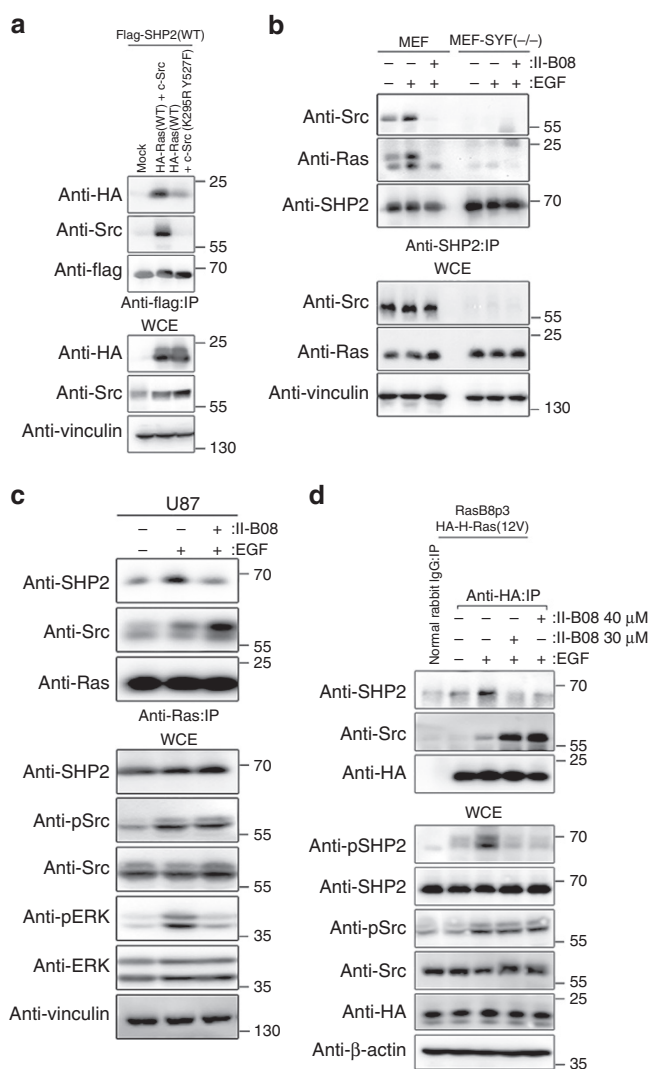 a
Flag-SHP2(WT)
Mock
HA-Ras(WT) + c-Src
HA-Ras(WT)
+ c-Src (K295R Y527F)
Anti-HA
25
Anti-Src
55
Anti-flag
70
Anti-flag:IP
WCE
Anti-HA
25
Anti-Src
55
Anti-vinculin
130
b
MEF MEF-SYF(−/−)
− − + − − + :II-B08
− + + − + + :EGF
Anti-Src
55
25
Anti-Ras
Anti-SHP2
70
Anti-SHP2:IP
WCE
Anti-Src
55
25
Anti-Ras
Anti-vinculin
130
c
U87
− − + :II-B08
− + + :EGF
Anti-SHP2
70
Anti-Src
55
25
Anti-Ras
Anti-Ras:IP
WCE
Anti-SHP2
70
Anti-pSrc
55
Anti-Src
55
Anti-pERK
35
Anti-ERK
35
Anti-vinculin
130
d
RasB8p3
HA-H-Ras(12V)
Normal rabbit IgG:IP
Anti-HA:IP
− − − + :II-B08 40 μM
− − + − :II-B08 30 μM
− + + + :EGF
Anti-SHP2
70
Anti-Src
55
25
Anti-HA
WCE
Anti-pSHP2
70
Anti-SHP2
70
Anti-pSrc
55
Anti-Src
55
25
Anti-HA
Anti-β-actin
35